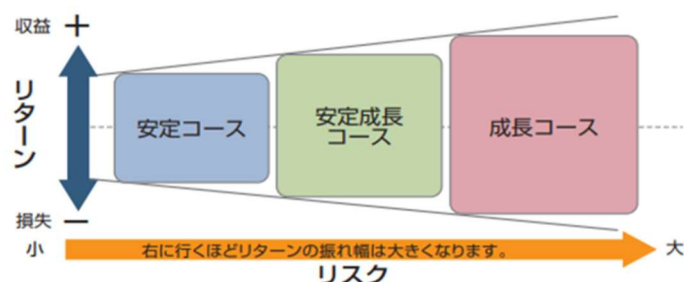 収益 +
リターン
安定コース
安定成長
コース
成長コース
損失 −
小
右に行くほどリターンの振れ幅は大きくなります。
大
リスク